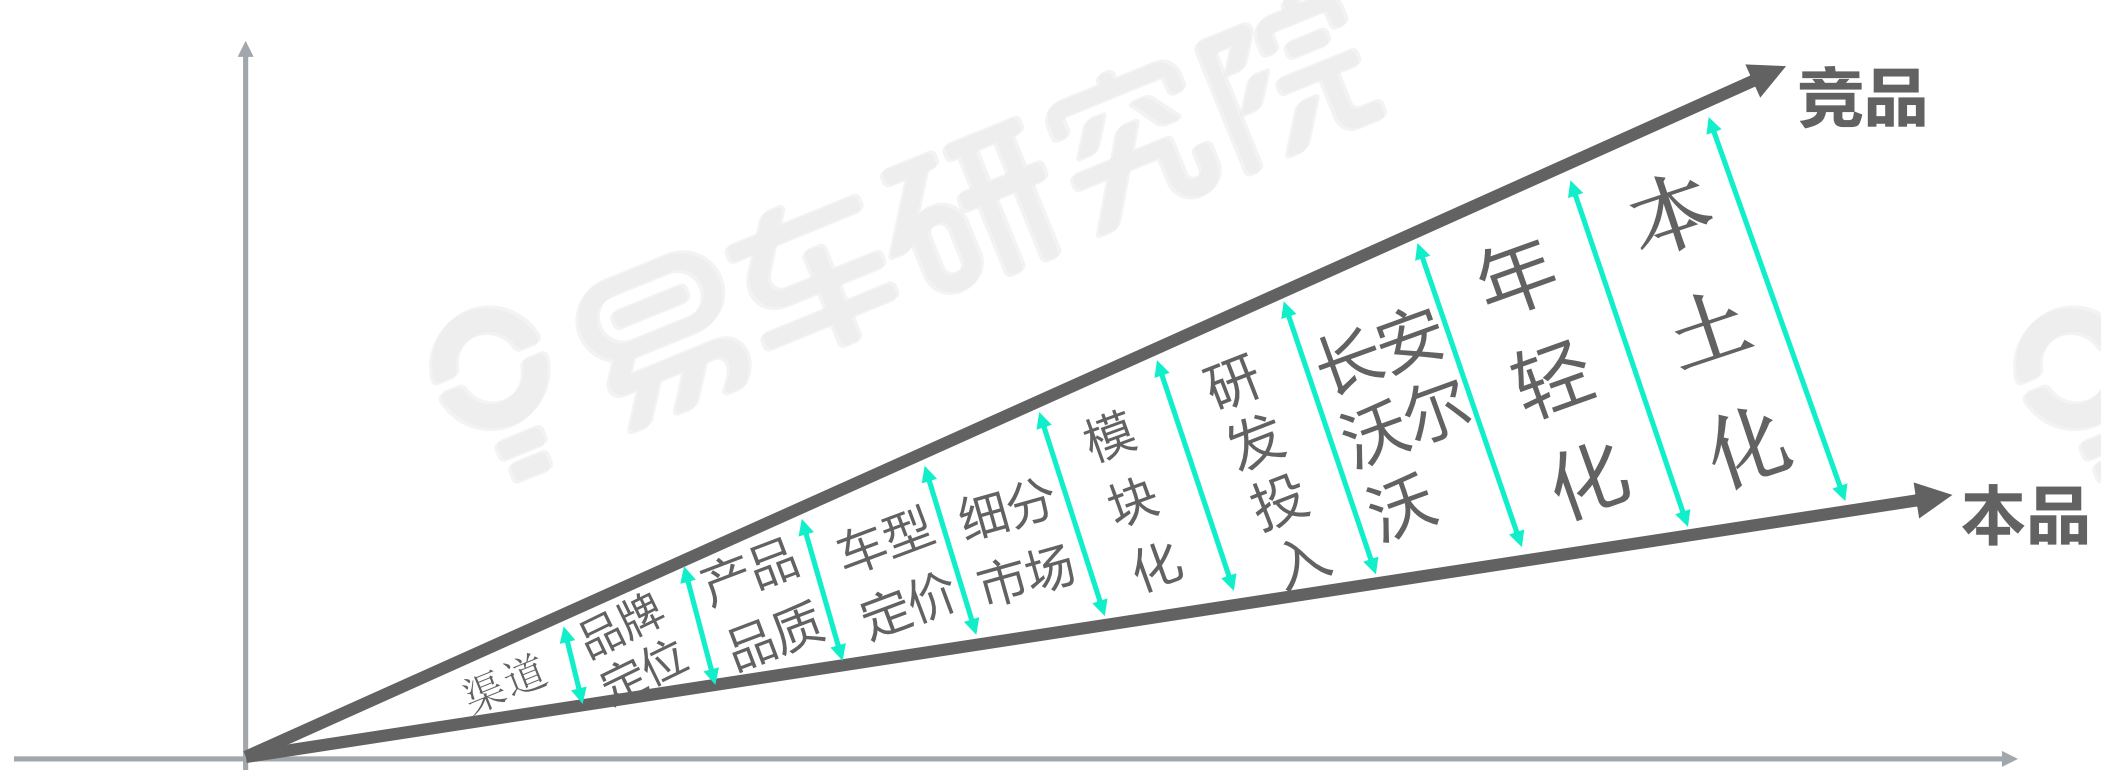 易车研究院
竞品
本品
渠道
品牌
定位
产品
品质
车型
定价
细分
市场
模
块
化
研
发
投
入
长安
沃尔
沃
年
轻
化
本
土
化